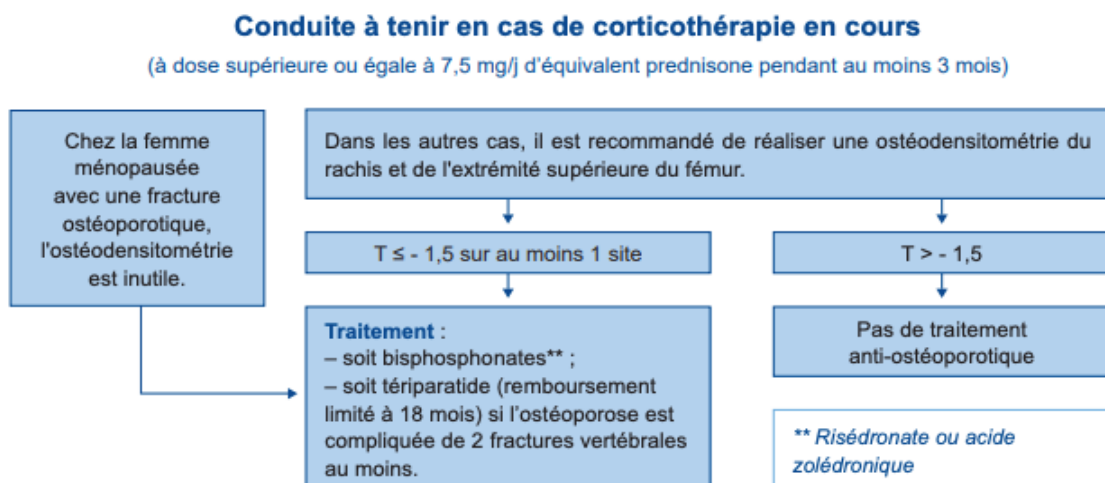 Conduite à tenir en cas de corticothérapie en cours
(à dose supérieure ou égale à 7,5 mg/j d'équivalent prednisone pendant au moins 3 mois)
Chez la femme
ménopausée
avec une fracture
ostéoporotique,
l'ostéodensitométrie
est inutile.
Dans les autres cas, il est recommandé de réaliser une ostéodensitométrie du
rachis et de l'extrémité supérieure du fémur.
T ≤ - 1,5 sur au moins 1 site
T > - 1,5
Traitement :
– soit bisphosphonates** ;
– soit tériparatide (remboursement
limité à 18 mois) si l'ostéoporose est
compliquée de 2 fractures vertébrales
au moins.
Pas de traitement
anti-ostéoporotique
** Risédronate ou acide
zolédronique